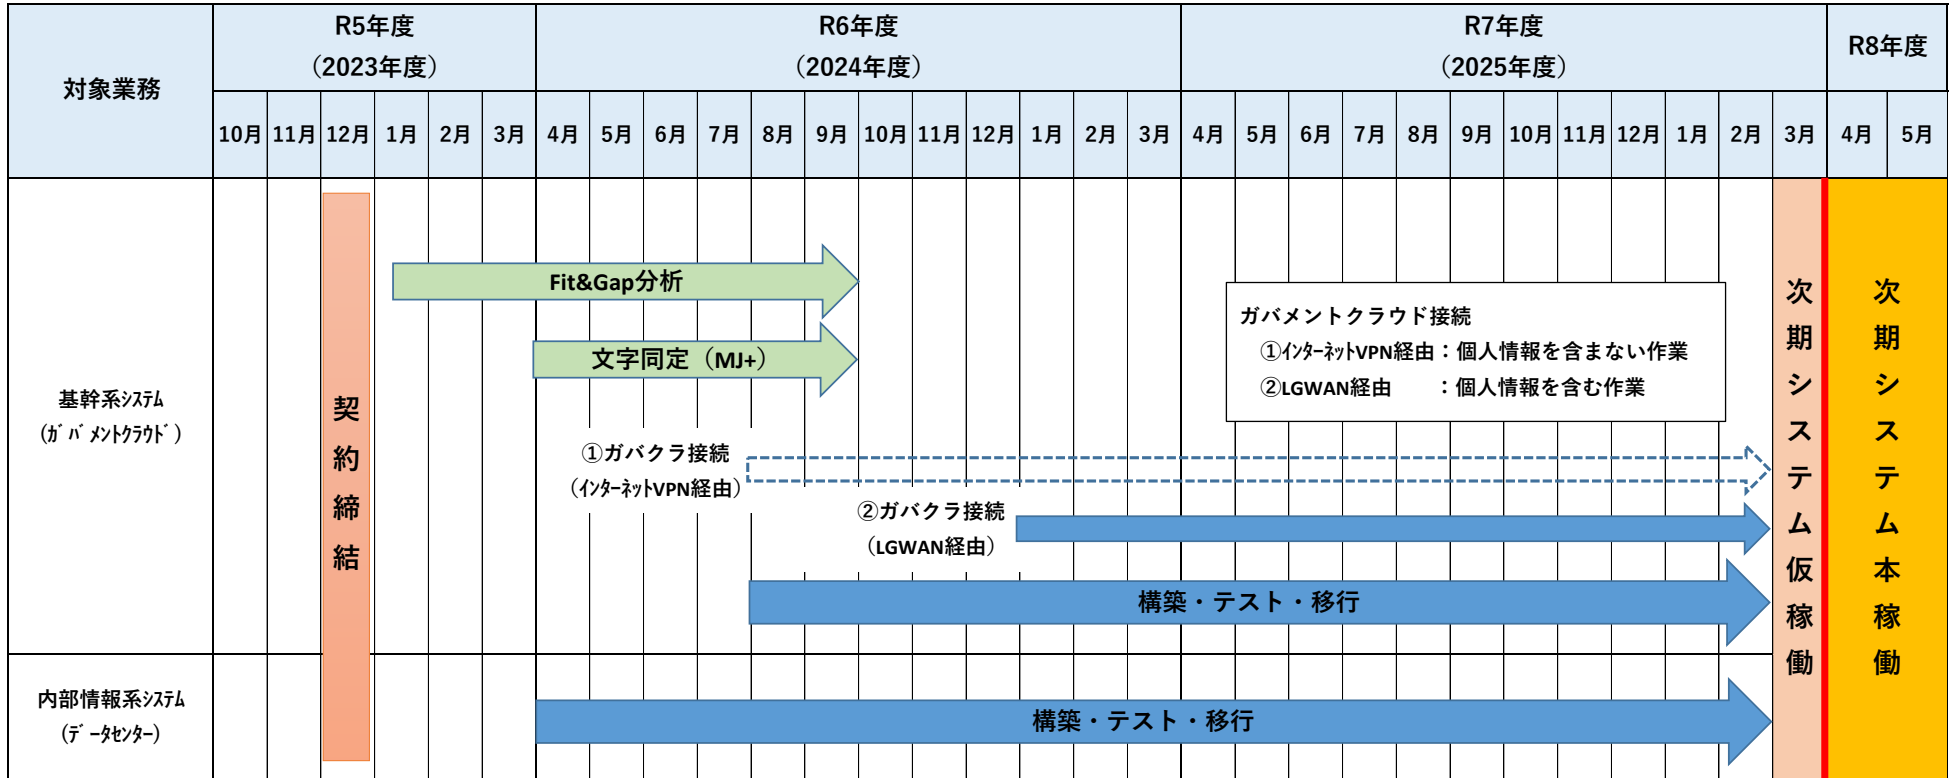 対象業務
R5年度
（2023年度）
R6年度
（2024年度）
R7年度
（2025年度）
R8年度
10月 11月 12月 1月 2月 3月 4月 5月 6月 7月 8月 9月 10月 11月 12月 1月 2月 3月 4月 5月 6月 7月 8月 9月 10月 11月 12月 1月 2月 3月 4月 5月
基幹系ｼｽﾃﾑ
(ｶﾞﾊﾞﾒﾝﾄｸﾗｳﾄﾞ)
契約締結
Fit&Gap分析
文字同定（MJ+）
ガバメントクラウド接続
①ｲﾝﾀｰﾈｯﾄVPN経由：個人情報を含まない作業
②LGWAN経由　　：個人情報を含む作業
①ガバクラ接続
（ｲﾝﾀｰﾈｯﾄVPN経由）
②ガバクラ接続
（LGWAN経由）
構築・テスト・移行
次期システム仮稼働
次期システム本稼働
内部情報系ｼｽﾃﾑ
(ﾃﾞｰﾀｾﾝﾀｰ)
構築・テスト・移行